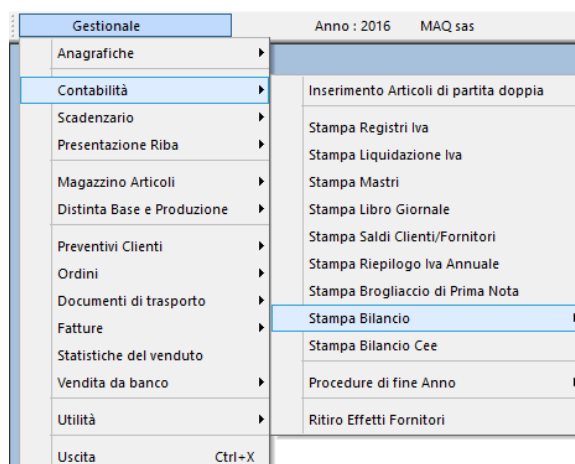 Gestionale Anno : 2016 MAQ sas
Anagrafiche
Contabilità
Scadenzario
Presentazione Riba
Magazzino Articoli
Distinta Base e Produzione
Preventivi Clienti
Ordini
Documenti di trasporto
Fatture
Statistiche del venduto
Vendita da banco
Utilità
Uscita Ctrl+X
Inserimento Articoli di partita doppia
Stampa Registri Iva
Stampa Liquidazione Iva
Stampa Mastri
Stampa Libro Giornale
Stampa Saldi Clienti/Fornitori
Stampa Riepilogo Iva Annuale
Stampa Brogliaccio di Prima Nota
Stampa Bilancio
Stampa Bilancio Cee
Procedure di fine Anno
Ritiro Effetti Fornitori